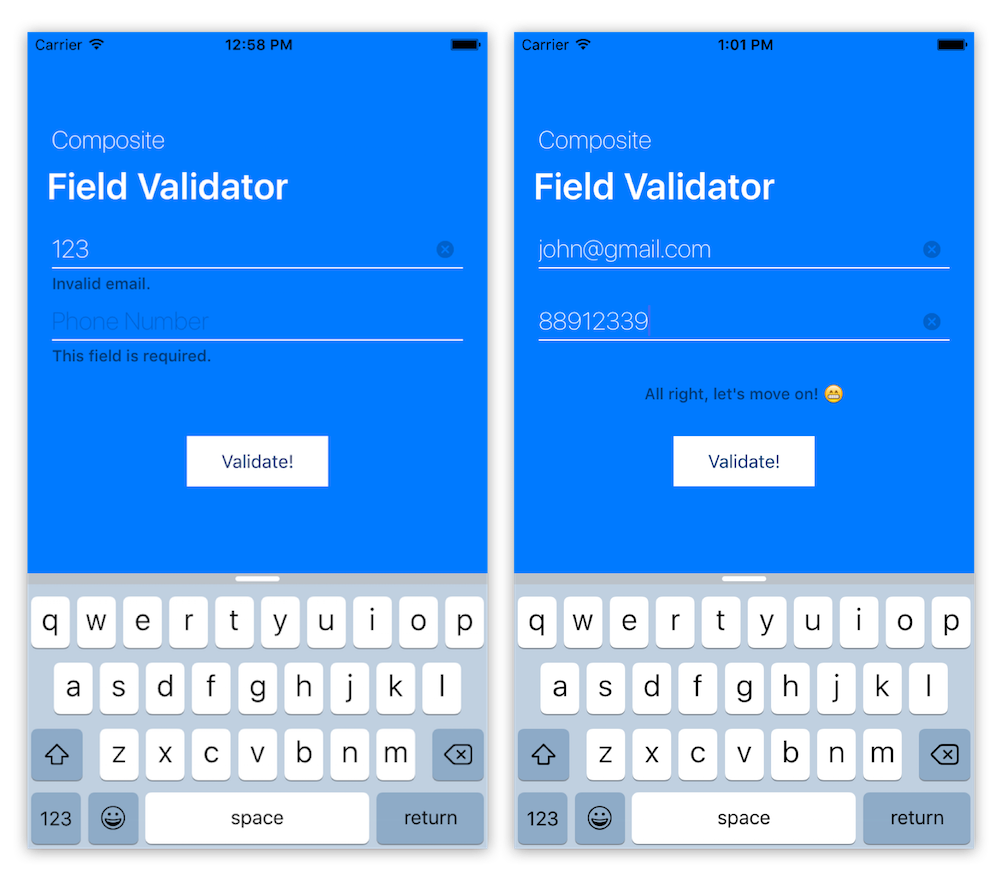 Carrier 12:58 PM
Composite
Field Validator
123
Invalid email.
Phone Number
This field is required.
Validate!
q w e r t y u i o p
a s d f g h j k l
z x c v b n m
123 space return
Carrier 1:01 PM
Composite
Field Validator
john@gmail.com
88912339
All right, let's move on! 😁
Validate!
q w e r t y u i o p
a s d f g h j k l
z x c v b n m
123 space return